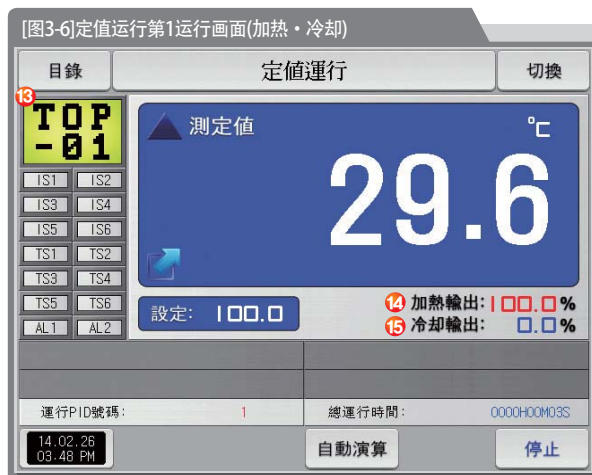 [图3-6]定值运行第1运行画面(加热·冷却)
目錄
定値運行
切換
⑬
TOP
-01
測定値
℃
29.6
IS1 IS2
IS3 IS4
IS5 IS6
TS1 TS2
TS3 TS4
TS5 TS6
AL1 AL2
設定: 100.0
⑭ 加熱輸出: 100.0%
⑮ 冷却輸出: 0.0%
運行PID號碼: 1
總運行時間: 0000H00M03S
14.02.26
03:48 PM
自動演算
停止